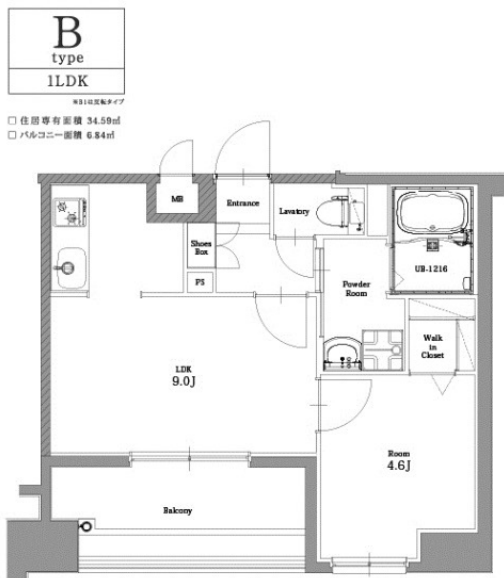 B
type
1LDK
※B1は反転タイプ
□ 住居専有面積 34.59㎡
□ バルコニー面積 6.84㎡
MB
Entrance
Lavatory
Shoes
Box
UB-1216
PS
Powder
Room
Walk
in
Closet
LDK
9.0J
Room
4.6J
Balcony